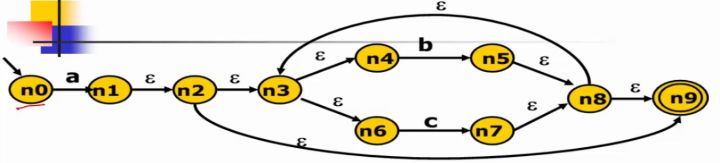 ε
ε b ε
n4 n5
a ε ε ε
n0 n1 n2 n3 n8 n9
ε ε
n6 c n7
ε